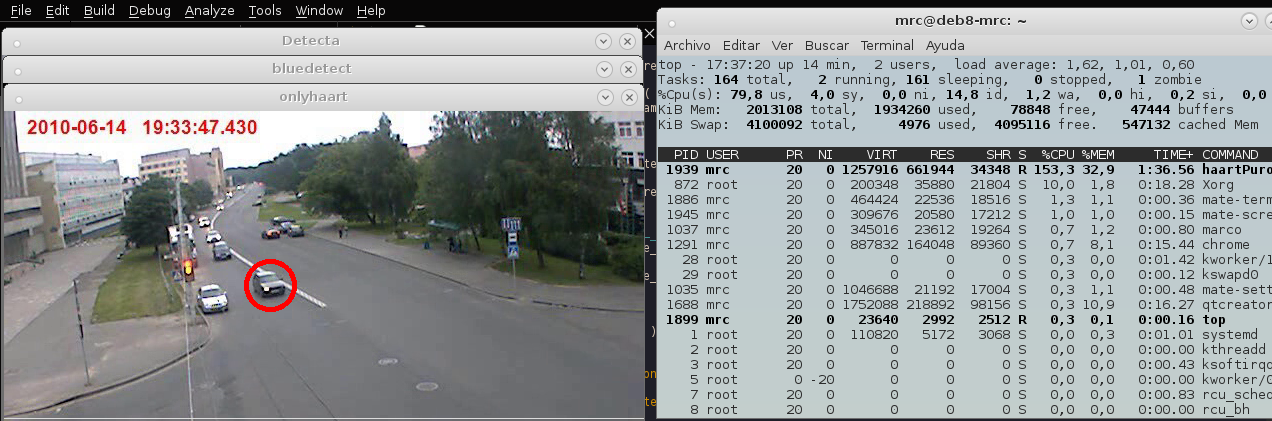 File Edit Build Debug Analyze Tools Window Help
Detecta
bluedetect
onlyhaart
2010-06-14 19:33:47.430
mrc@deb8-mrc: ~
Archivo Editar Ver Buscar Terminal Ayuda
top - 17:37:20 up 14 min, 2 users, load average: 1,62, 1,01, 0,60
Tasks: 164 total, 2 running, 161 sleeping, 0 stopped, 1 zombie
%Cpu(s): 79,8 us, 4,0 sy, 0,0 ni, 14,8 id, 1,2 wa, 0,0 hi, 0,2 si, 0,0
KiB Mem: 2013108 total, 1934260 used, 78848 free, 47444 buffers
KiB Swap: 4100092 total, 4976 used, 4095116 free. 547132 cached Mem
PID USER PR NI VIRT RES SHR S %CPU %MEM TIME+ COMMAND
1939 mrc 20 0 1257916 661944 34348 R 153,3 32,9 1:36.56 haartPuro
872 root 20 0 200348 35880 21804 S 10,0 1,8 0:18.28 Xorg
1886 mrc 20 0 464424 22536 18516 S 1,3 1,1 0:00.36 mate-term
1945 mrc 20 0 309676 20580 17212 S 1,0 1,0 0:00.15 mate-scre
1037 mrc 20 0 345016 23612 19264 S 0,7 1,2 0:00.80 marco
1291 mrc 20 0 887832 164048 89360 S 0,7 8,1 0:15.44 chrome
28 root 20 0 0 0 0 S 0,3 0,0 0:01.42 kworker/1
29 root 20 0 0 0 0 S 0,3 0,0 0:00.12 kswapd0
1035 mrc 20 0 1046688 21192 17004 S 0,3 1,1 0:00.48 mate-sett
1688 mrc 20 0 1752088 218892 98156 S 0,3 10,9 0:16.27 qtcreator
1899 mrc 20 0 23640 2992 2512 R 0,3 0,1 0:00.16 top
1 root 20 0 110820 5172 3068 S 0,0 0,3 0:01.01 systemd
2 root 20 0 0 0 0 S 0,0 0,0 0:00.00 kthreadd
3 root 20 0 0 0 0 S 0,0 0,0 0:00.43 ksoftirqd
5 root 0 -20 0 0 0 S 0,0 0,0 0:00.00 kworker/0
7 root 20 0 0 0 0 S 0,0 0,0 0:00.83 rcu_sched
8 root 20 0 0 0 0 S 0,0 0,0 0:00.00 rcu_bh